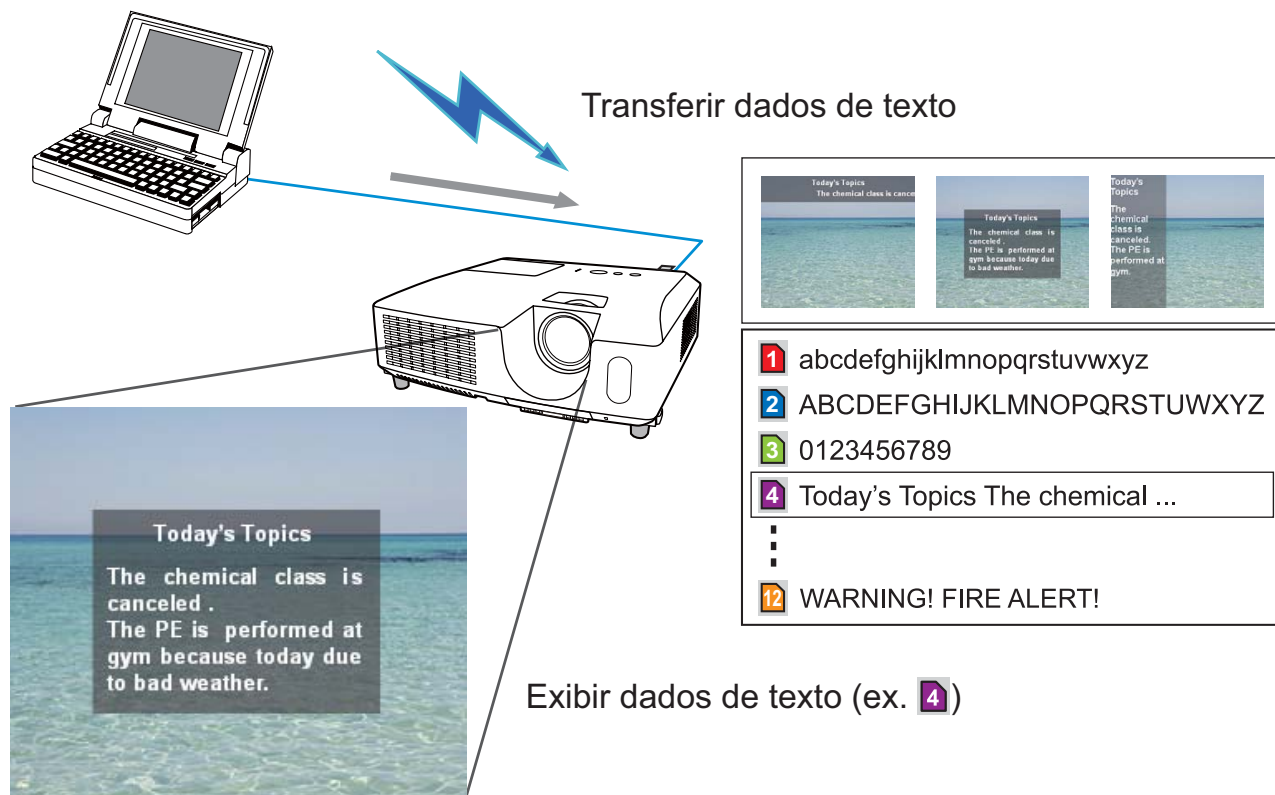 Transferir dados de texto
Today's Topics
The chemical class is cance
Today's Topics
The chemical class is
canceled .
The PE is performed at
gym because today due
to bad weather.
Today's
Topics
The
chemical
class is
canceled.
The PE is
performed at
gym.
1 abcdefghijklmnopqrstuvwxyz
2 ABCDEFGHIJKLMNOPQRSTUWXYZ
3 0123456789
4 Today's Topics The chemical ...
12 WARNING! FIRE ALERT!
Today's Topics
The chemical class is
canceled .
The PE is performed at
gym because today due
to bad weather.
Exibir dados de texto (ex. 4)